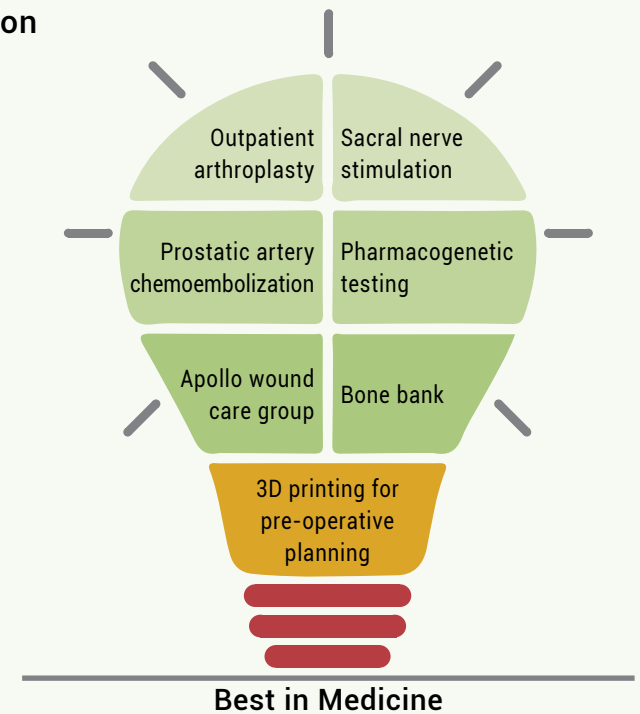 on
Outpatient
arthroplasty
Sacral nerve
stimulation
Prostatic artery
chemoembolization
Pharmacogenetic
testing
Apollo wound
care group
Bone bank
3D printing for
pre-operative
planning
Best in Medicine